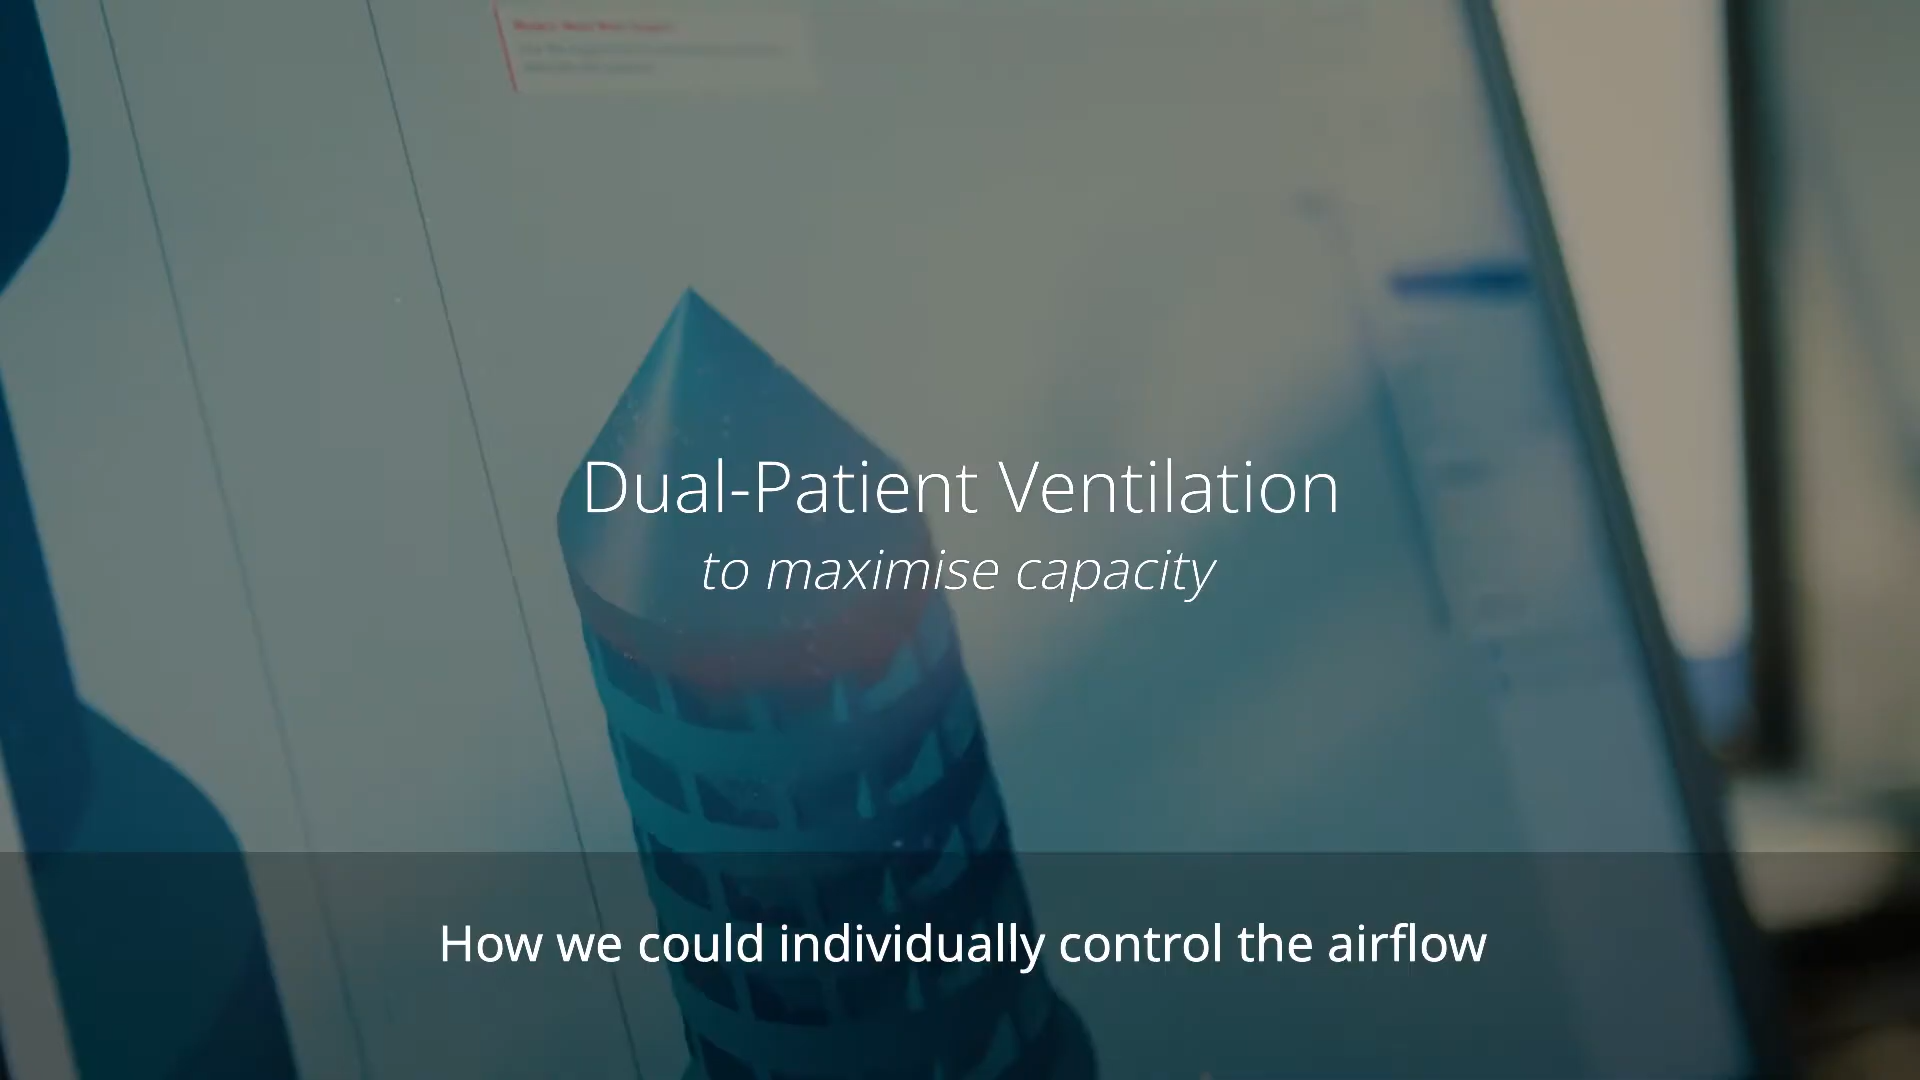 Dual-Patient Ventilation
to maximise capacity
How we could individually control the airflow